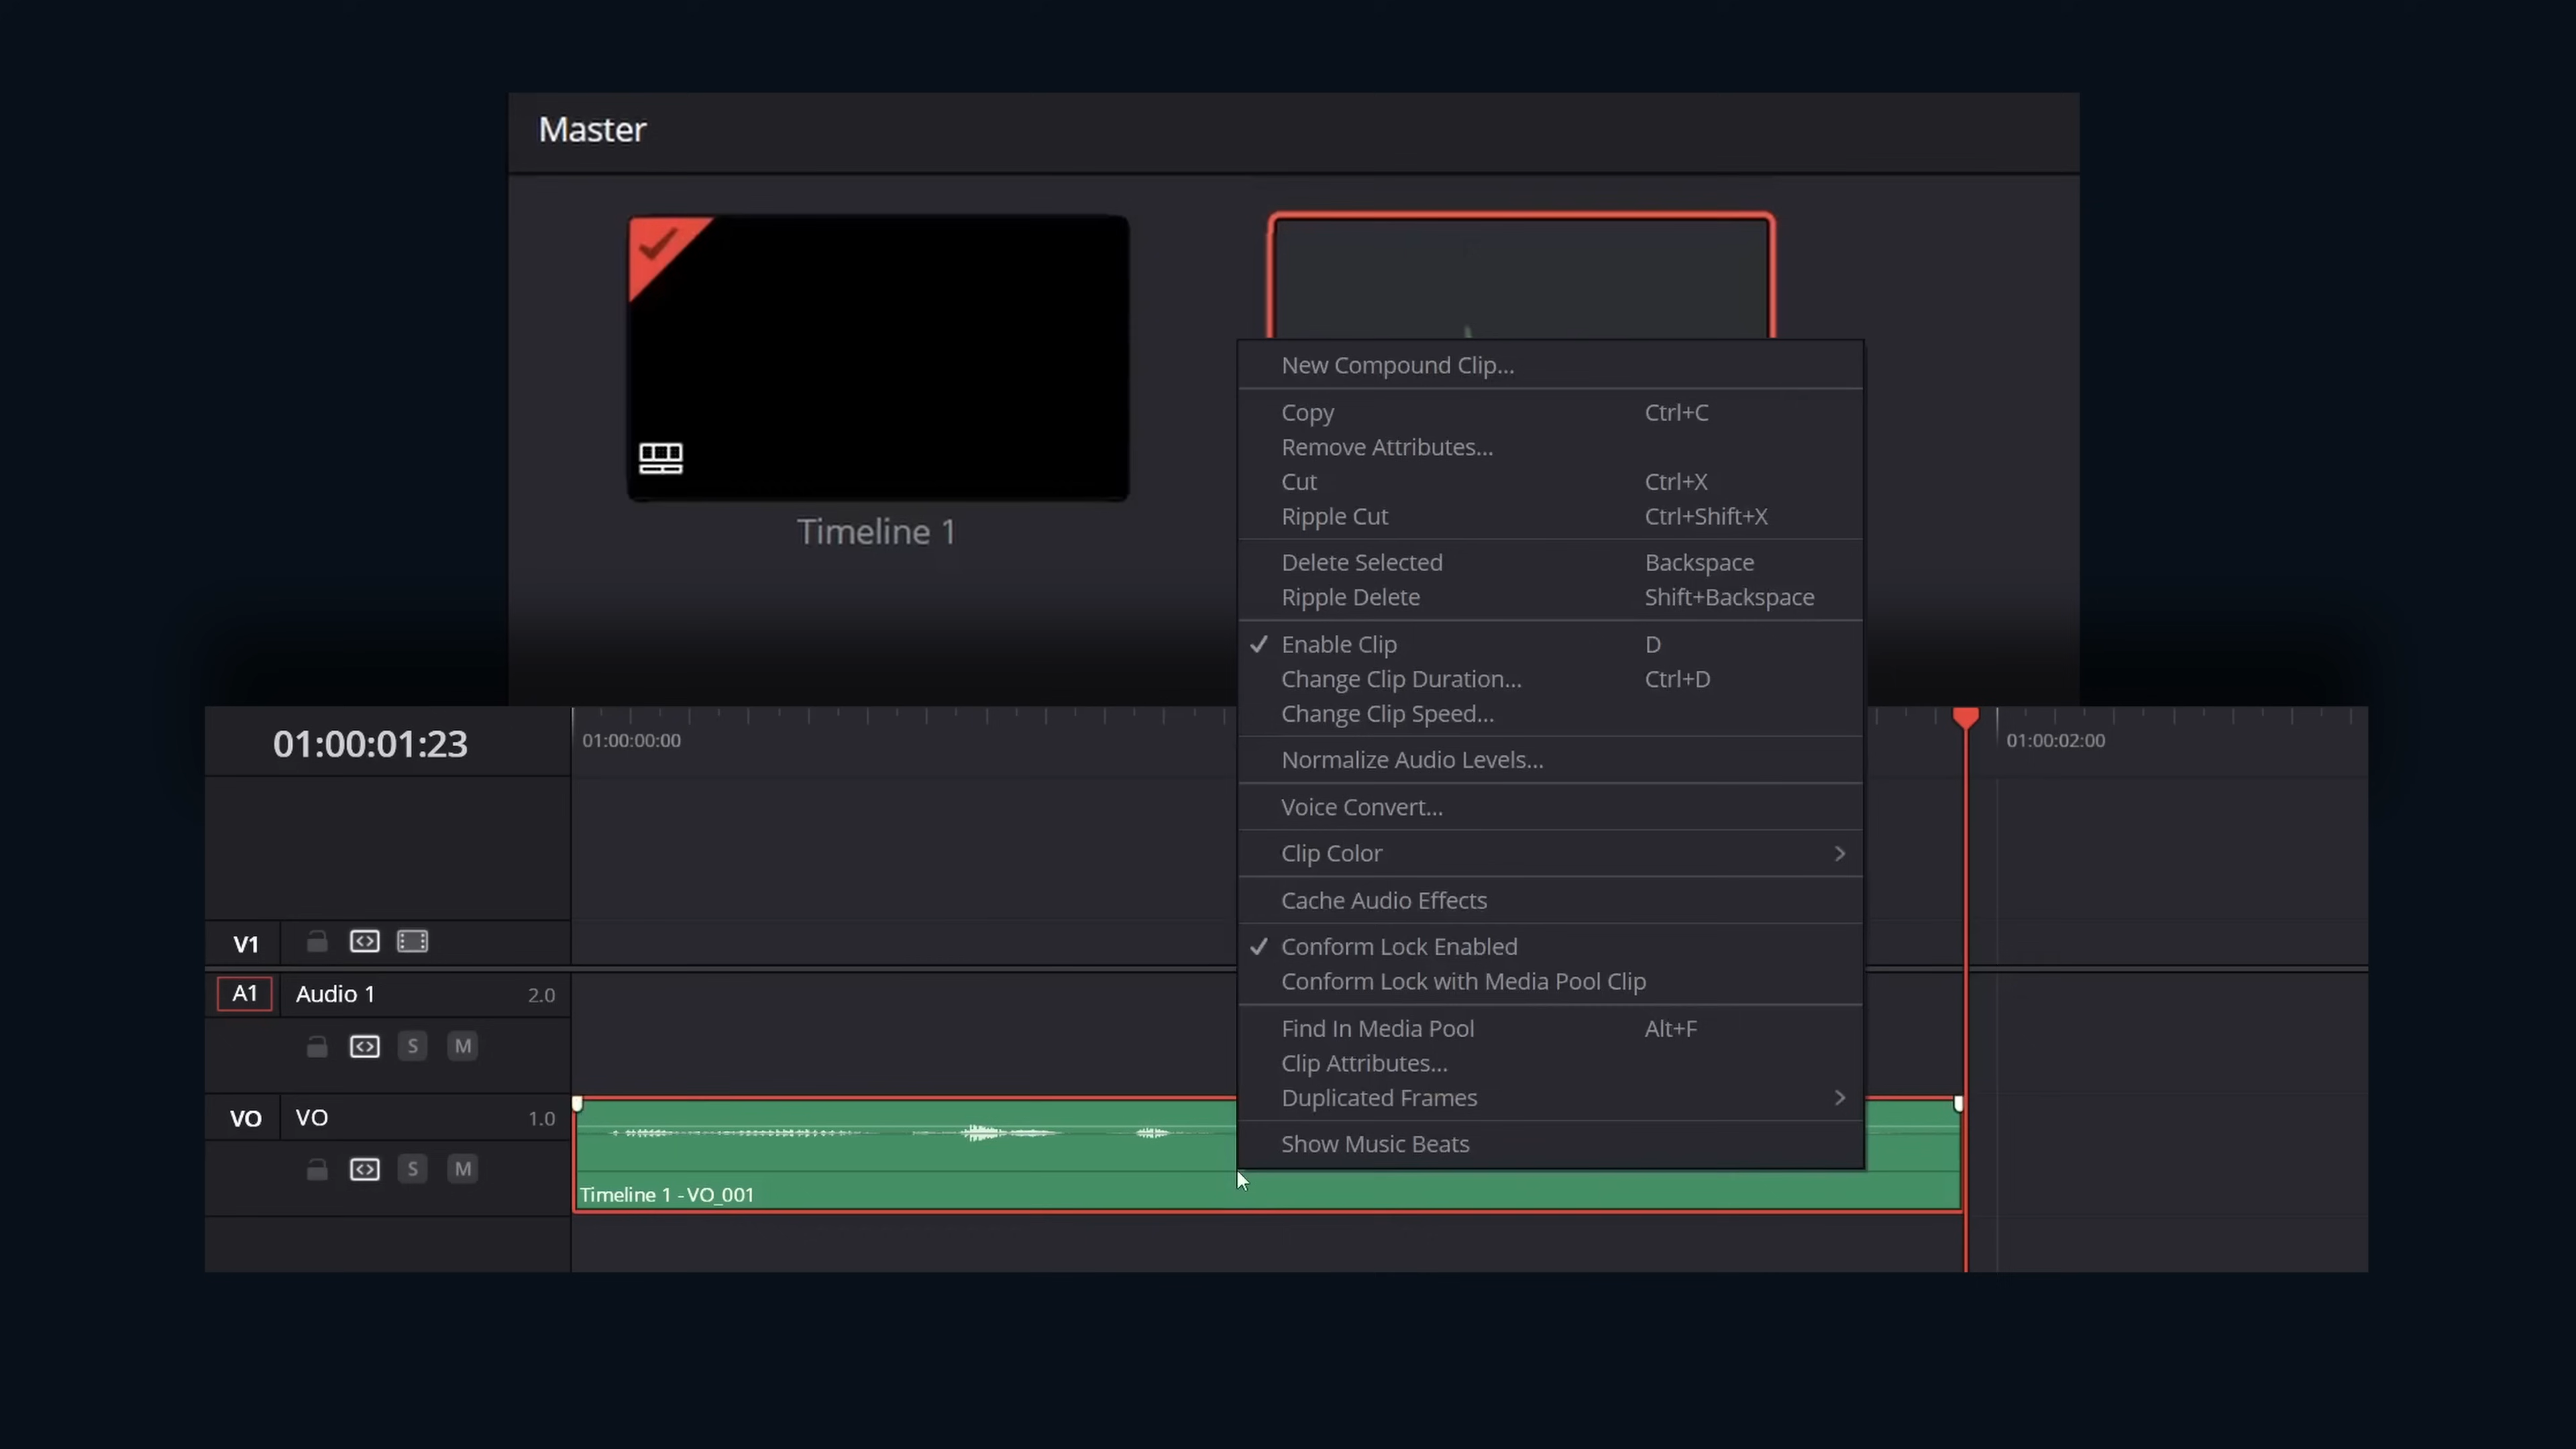 Master
Timeline 1
New Compound Clip...
Copy Ctrl+C
Remove Attributes...
Cut Ctrl+X
Ripple Cut Ctrl+Shift+X
Delete Selected Backspace
Ripple Delete Shift+Backspace
Enable Clip D
Change Clip Duration... Ctrl+D
Change Clip Speed...
Normalize Audio Levels...
Voice Convert...
Clip Color
Cache Audio Effects
Conform Lock Enabled
Conform Lock with Media Pool Clip
Find In Media Pool Alt+F
Clip Attributes...
Duplicated Frames
Show Music Beats
01:00:01:23
01:00:00:00
01:00:02:00
V1
A1 Audio 1 2.0
S M
VO VO 1.0
S M
Timeline 1 - VO_001